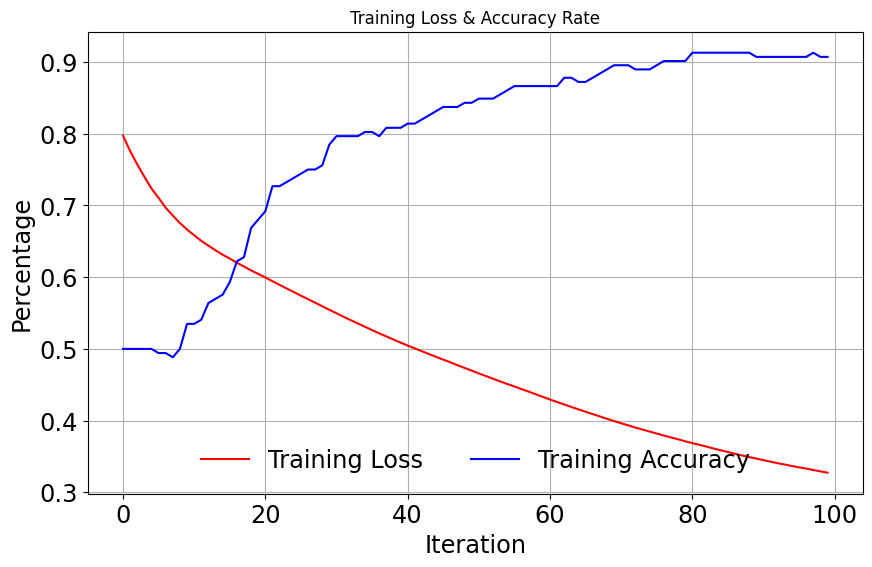 Training Loss & Accuracy Rate
Percentage
0.9
0.8
0.7
0.6
0.5
0.4
0.3
Training Loss Training Accuracy
0 20 40 60 80 100
Iteration